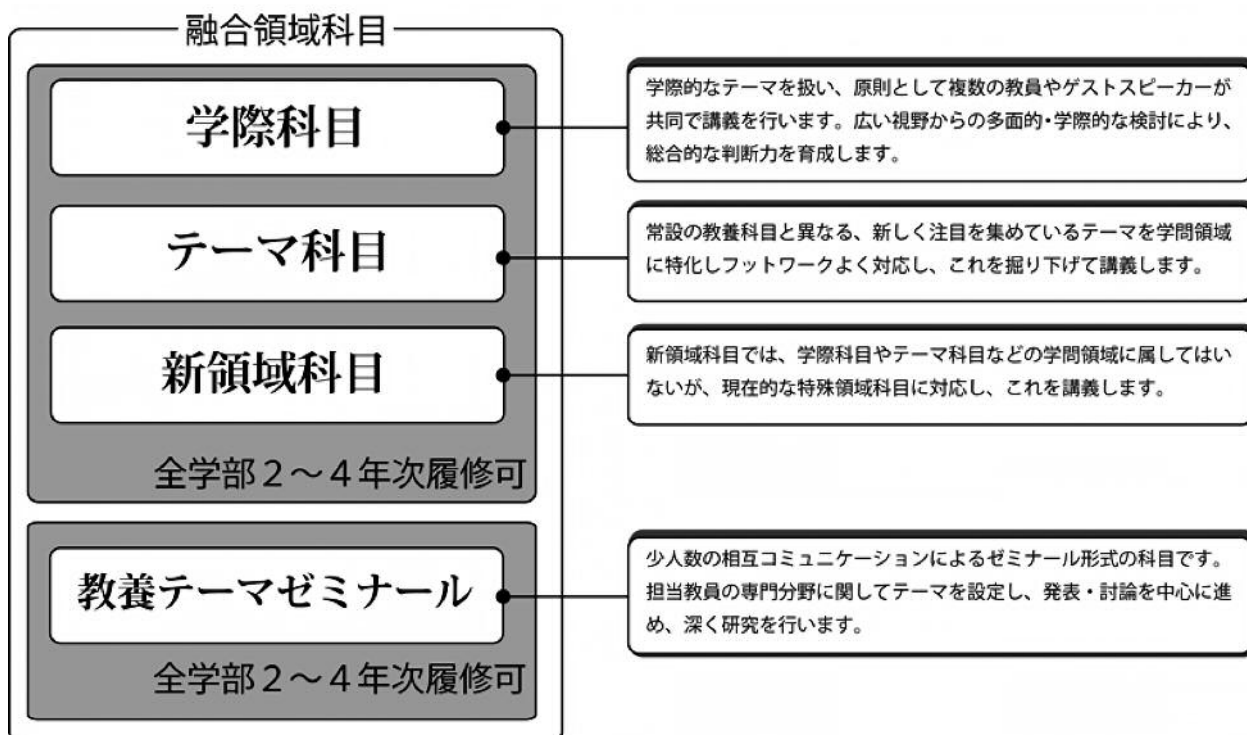 融合領域科目
学際科目
学際的なテーマを扱い、原則として複数の教員やゲストスピーカーが
共同で講義を行います。広い視野からの多面的・学際的な検討により、
総合的な判断力を育成します。
テーマ科目
常設の教養科目と異なる、新しく注目を集めているテーマを学問領域
に特化しフットワークよく対応し、これを掘り下げて講義します。
新領域科目
新領域科目では、学際科目やテーマ科目などの学問領域に属してはい
ないが、現在的な特殊領域科目に対応し、これを講義します。
全学部2～4年次履修可
教養テーマゼミナール
少人数の相互コミュニケーションによるゼミナール形式の科目です。
担当教員の専門分野に関してテーマを設定し、発表・討論を中心に進
め、深く研究を行います。
全学部2～4年次履修可